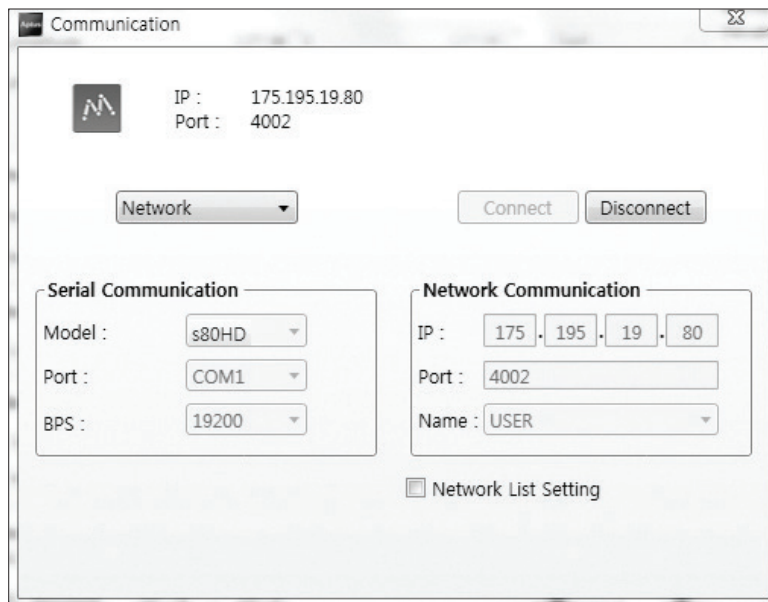 Communication
IP : 175.195.19.80
Port : 4002
Network
Connect
Disconnect
Serial Communication
Model : s80HD
Port : COM1
BPS : 19200
Network Communication
IP : 175 . 195 . 19 . 80
Port : 4002
Name : USER
Network List Setting